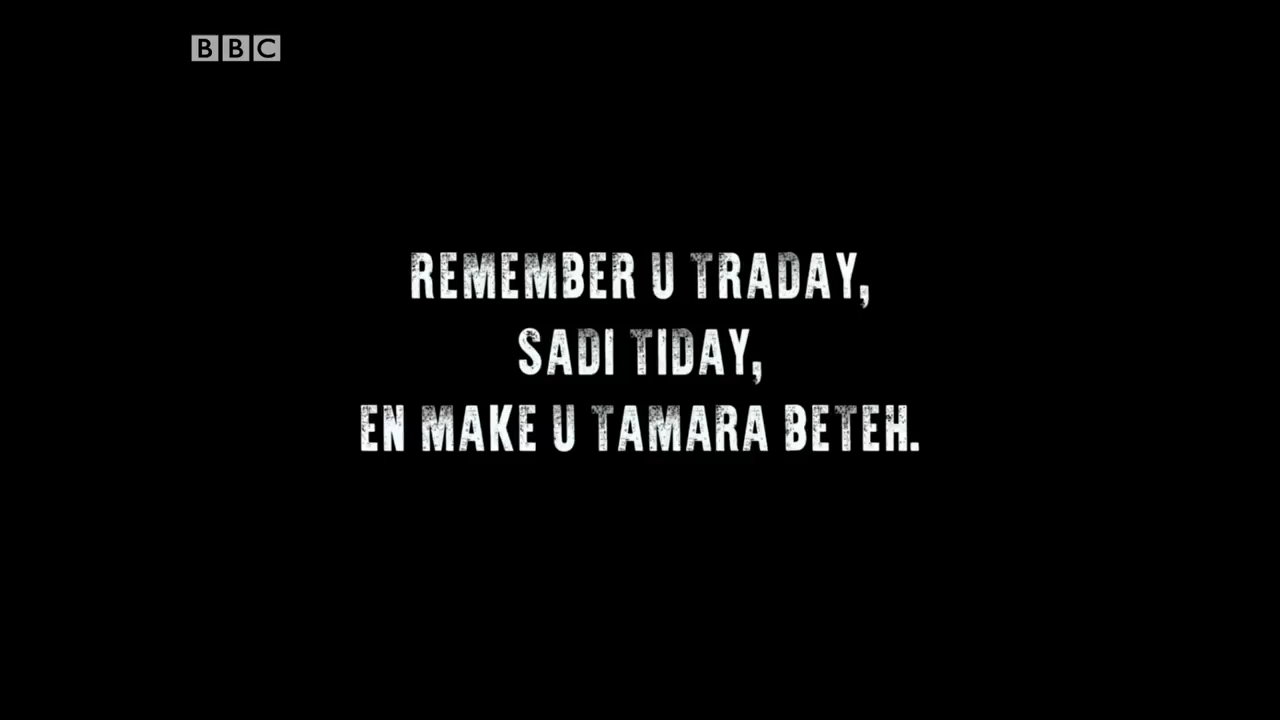 BBC
REMEMBER U TRADAY,
SADI TIDAY,
EN MAKE U TAMARA BETEH.